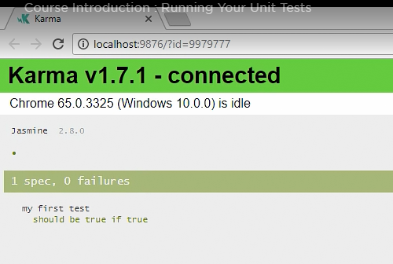 Course Introduction : Running Your Unit Tests
Karma
localhost:9876/?id=9979777
Karma v1.7.1 - connected
Chrome 65.0.3325 (Windows 10.0.0) is idle
Jasmine 2.8.0
•
1 spec, 0 failures
my first test
should be true if true